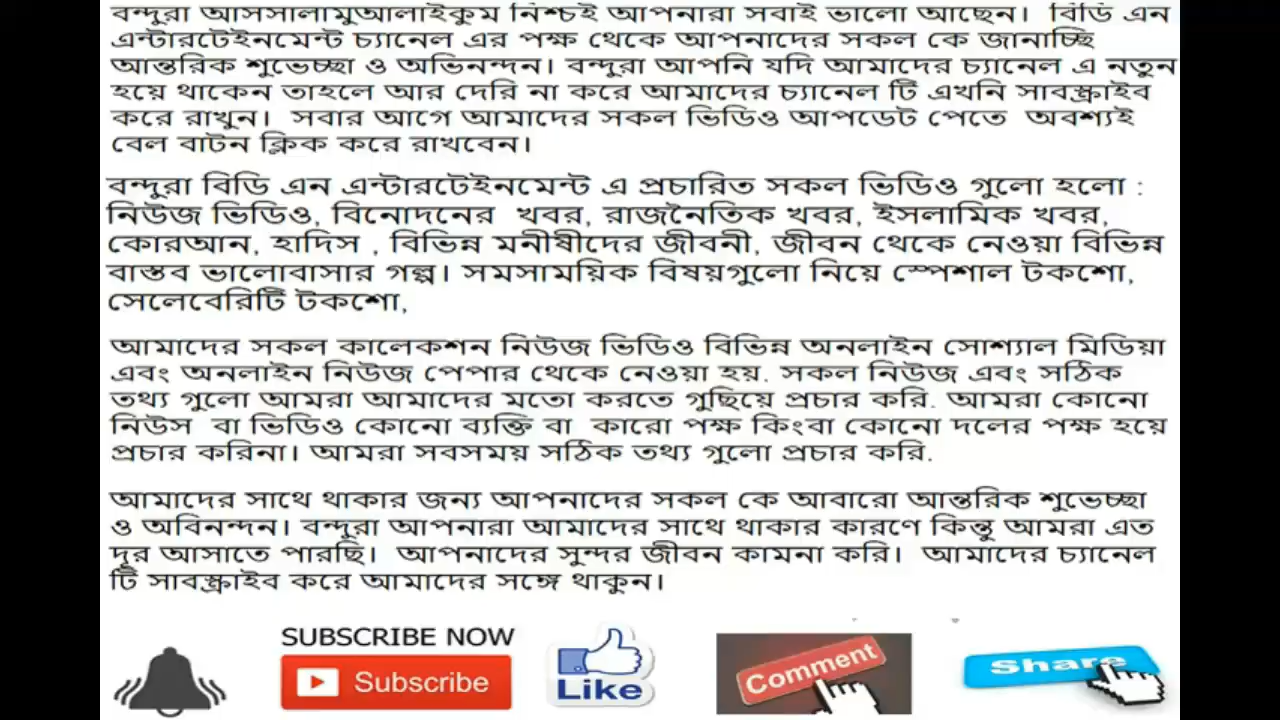 বন্দুরা আসসালামুআলাইকুম নিশ্চই আপনারা সবাই ভালো আছেন। বিডি এন
এন্টারটেইনমেন্ট চ্যানেল এর পক্ষ থেকে আপনাদের সকল কে জানাচ্ছি
আন্তরিক শুভেচ্ছা ও অভিনন্দন। বন্দুরা আপনি যদি আমাদের চ্যানেল এ নতুন
হয়ে থাকেন তাহলে আর দেরি না করে আমাদের চ্যানেল টি এখনি সাবস্ক্রাইব
করে রাখুন। সবার আগে আমাদের সকল ভিডিও আপডেট পেতে অবশ্যই
বেল বাটন ক্লিক করে রাখবেন।
বন্দুরা বিডি এন এন্টারটেইনমেন্ট এ প্রচারিত সকল ভিডিও গুলো হলো :
নিউজ ভিডিও, বিনোদনের খবর, রাজনৈতিক খবর, ইসলামিক খবর,
কোরআন, হাদিস , বিভিন্ন মনীষীদের জীবনী, জীবন থেকে নেওয়া বিভিন্ন
বাস্তব ভালোবাসার গল্প। সমসাময়িক বিষয়গুলো নিয়ে স্পেশাল টকশো,
সেলেবেরিটি টকশো,
আমাদের সকল কালেকশন নিউজ ভিডিও বিভিন্ন অনলাইন সোশ্যাল মিডিয়া
এবং অনলাইন নিউজ পেপার থেকে নেওয়া হয়. সকল নিউজ এবং সঠিক
তথ্য গুলো আমরা আমাদের মতো করতে গুছিয়ে প্রচার করি. আমরা কোনো
নিউস বা ভিডিও কোনো ব্যক্তি বা কারো পক্ষ কিংবা কোনো দলের পক্ষ হয়ে
প্রচার করিনা। আমরা সবসময় সঠিক তথ্য গুলো প্রচার করি.
আমাদের সাথে থাকার জন্য আপনাদের সকল কে আবারো আন্তরিক শুভেচ্ছা
ও অবিনন্দন। বন্দুরা আপনারা আমাদের সাথে থাকার কারণে কিন্তু আমরা এত
দূর আসাতে পারছি। আপনাদের সুন্দর জীবন কামনা করি। আমাদের চ্যানেল
টি সাবস্ক্রাইব করে আমাদের সঙ্গে থাকুন।
SUBSCRIBE NOW
Subscribe
Like
Comment
Share